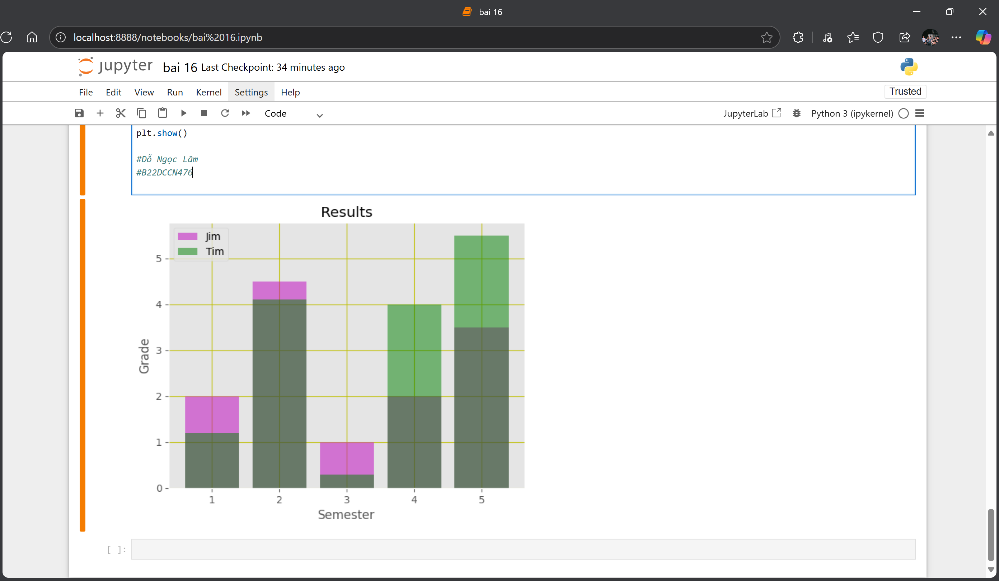 bai 16
localhost:8888/notebooks/bai%2016.ipynb
jupyter bai 16 Last Checkpoint: 34 minutes ago
File Edit View Run Kernel Settings Help Trusted
Code JupyterLab Python 3 (ipykernel)
plt.show()
#Đỗ Ngọc Lâm
#B22DCCN476
Results
Jim
Tim
5
4
3
2
1
0
Grade
1 2 3 4 5
Semester
[ ]: